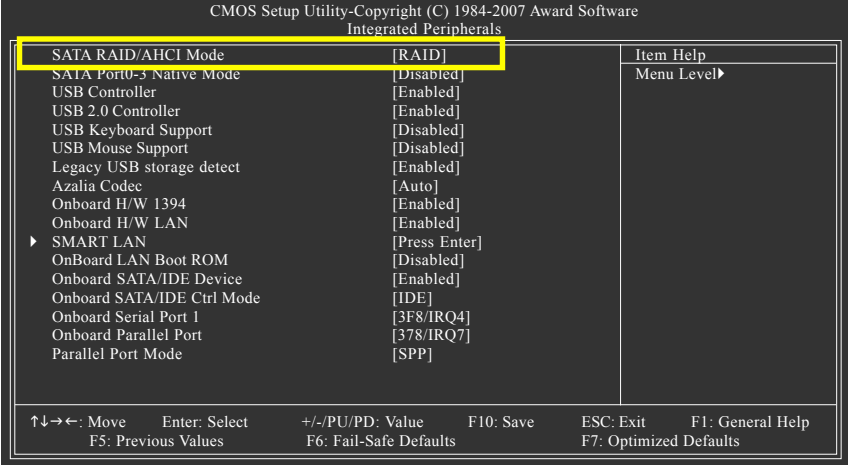 CMOS Setup Utility-Copyright (C) 1984-2007 Award Software
Integrated Peripherals
SATA RAID/AHCI Mode [RAID] Item Help
SATA Port0-3 Native Mode [Disabled] Menu Level▶
USB Controller [Enabled]
USB 2.0 Controller [Enabled]
USB Keyboard Support [Disabled]
USB Mouse Support [Disabled]
Legacy USB storage detect [Enabled]
Azalia Codec [Auto]
Onboard H/W 1394 [Enabled]
Onboard H/W LAN [Enabled]
▶ SMART LAN [Press Enter]
OnBoard LAN Boot ROM [Disabled]
Onboard SATA/IDE Device [Enabled]
Onboard SATA/IDE Ctrl Mode [IDE]
Onboard Serial Port 1 [3F8/IRQ4]
Onboard Parallel Port [378/IRQ7]
Parallel Port Mode [SPP]
↑↓→←: Move Enter: Select +/-/PU/PD: Value F10: Save ESC: Exit F1: General Help
F5: Previous Values F6: Fail-Safe Defaults F7: Optimized Defaults